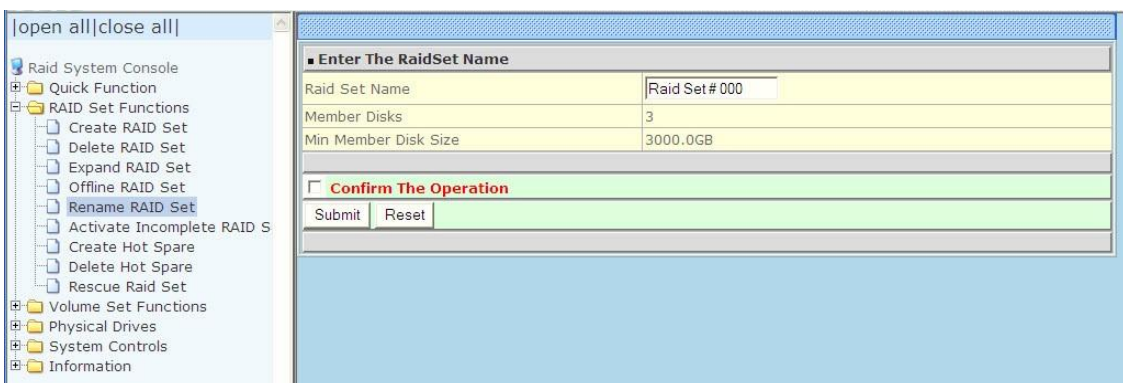 |open all|close all|
Raid System Console
Quick Function
RAID Set Functions
Create RAID Set
Delete RAID Set
Expand RAID Set
Offline RAID Set
Rename RAID Set
Activate Incomplete RAID S
Create Hot Spare
Delete Hot Spare
Rescue Raid Set
Volume Set Functions
Physical Drives
System Controls
Information
Enter The RaidSet Name
Raid Set Name Raid Set # 000
Member Disks 3
Min Member Disk Size 3000.0GB
Confirm The Operation
Submit Reset